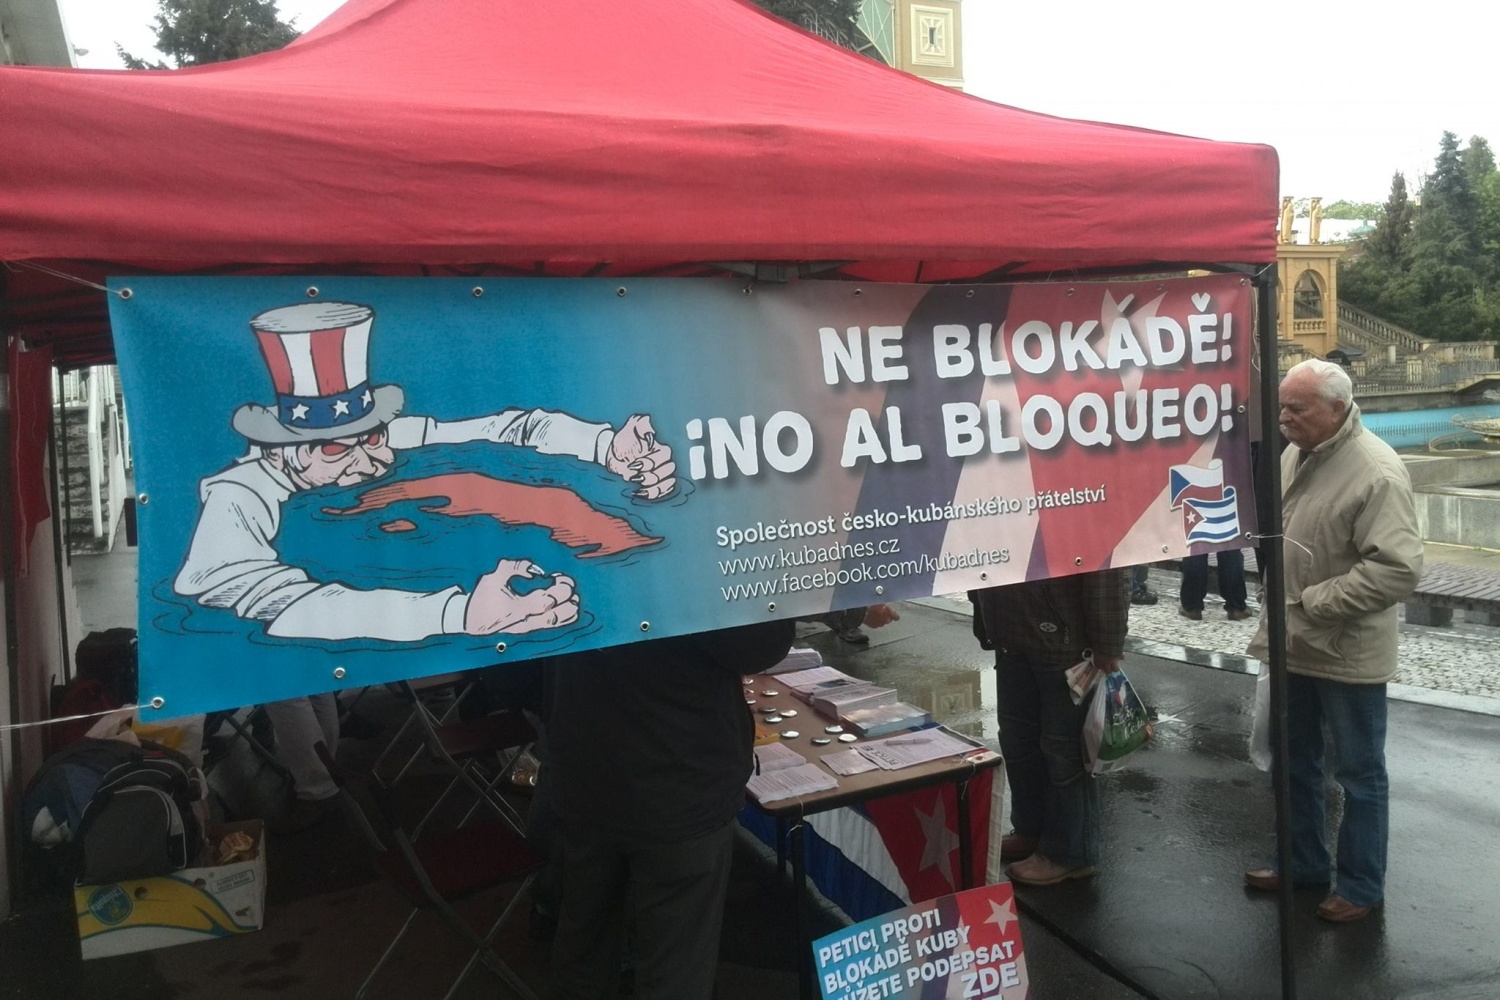 NE BLOKÁDĚ!
¡NO AL BLOQUEO!
Společnost česko-kubánského přátelství
www.kubadnes.cz
www.facebook.com/kubadnes
PETICI PROTI
BLOKÁDĚ KUBY
MŮŽETE PODEPSAT
ZDE